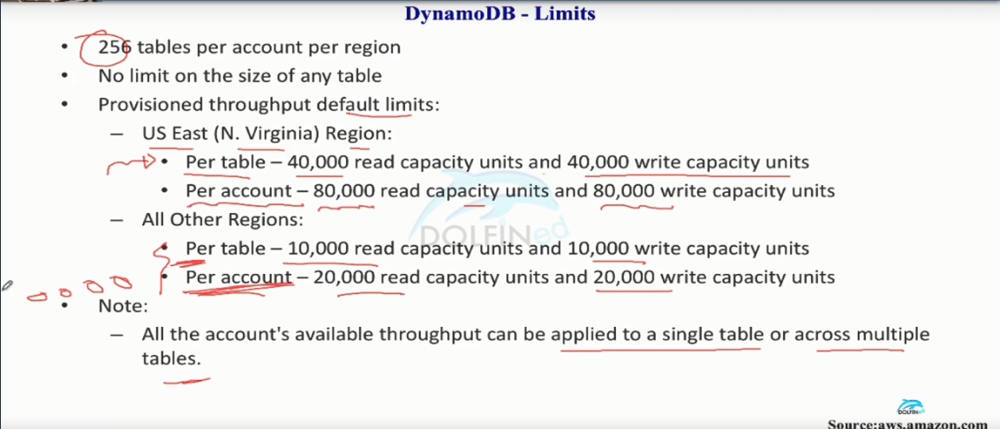 DynamoDB - Limits
• 256 tables per account per region
• No limit on the size of any table
• Provisioned throughput default limits:
– US East (N. Virginia) Region:
• Per table – 40,000 read capacity units and 40,000 write capacity units
• Per account – 80,000 read capacity units and 80,000 write capacity units
– All Other Regions:
• Per table – 10,000 read capacity units and 10,000 write capacity units
• Per account – 20,000 read capacity units and 20,000 write capacity units
• Note:
– All the account's available throughput can be applied to a single table or across multiple
tables.
DOLFINed
DOLFINed
Source:aws.amazon.com